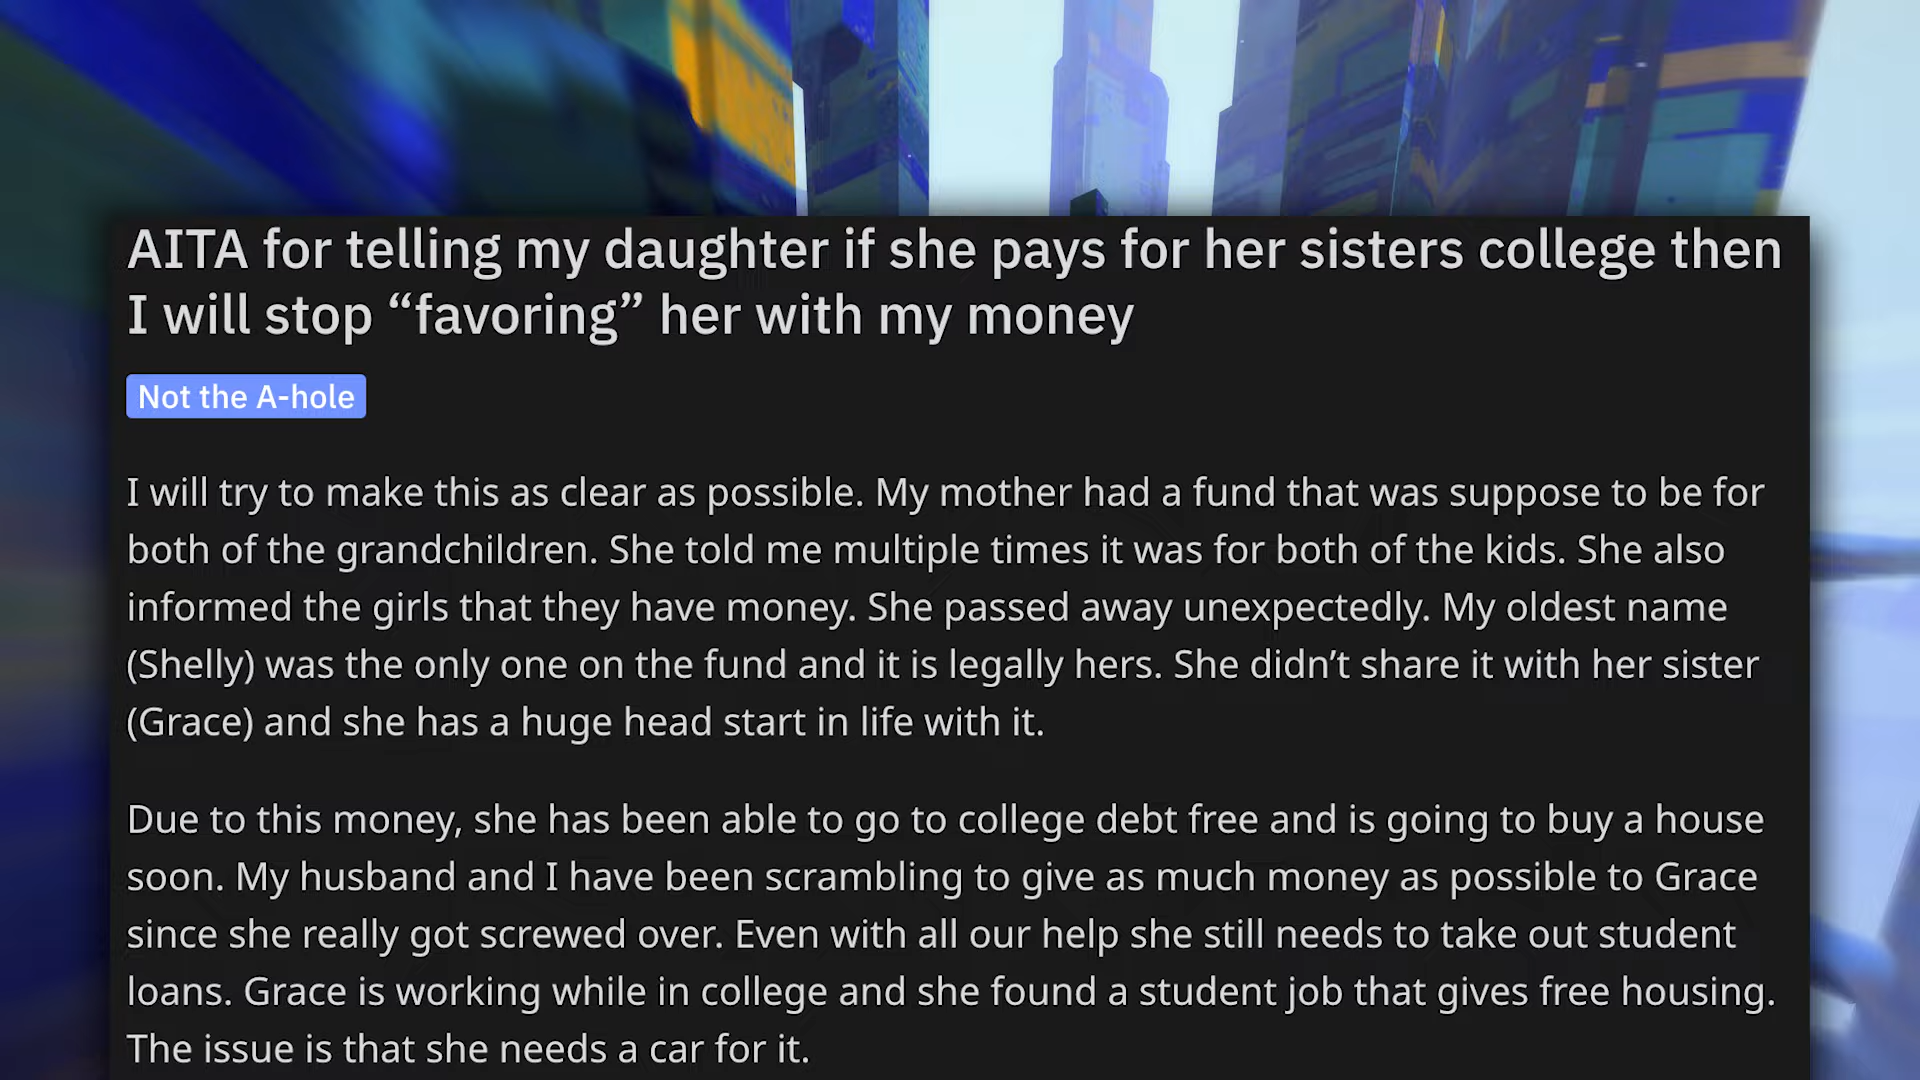 AITA for telling my daughter if she pays for her sisters college then
I will stop “favoring” her with my money
Not the A-hole
I will try to make this as clear as possible. My mother had a fund that was suppose to be for
both of the grandchildren. She told me multiple times it was for both of the kids. She also
informed the girls that they have money. She passed away unexpectedly. My oldest name
(Shelly) was the only one on the fund and it is legally hers. She didn’t share it with her sister
(Grace) and she has a huge head start in life with it.
Due to this money, she has been able to go to college debt free and is going to buy a house
soon. My husband and I have been scrambling to give as much money as possible to Grace
since she really got screwed over. Even with all our help she still needs to take out student
loans. Grace is working while in college and she found a student job that gives free housing.
The issue is that she needs a car for it.